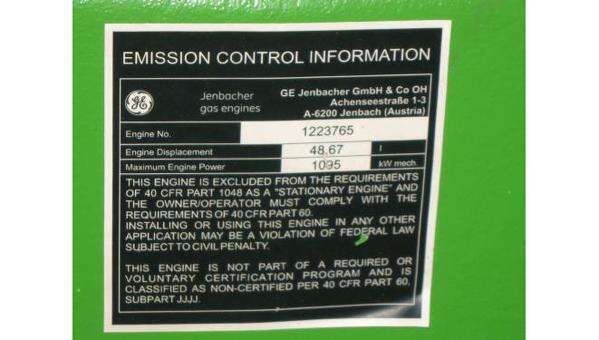 EMISSION CONTROL INFORMATION
GE
Jenbacher
gas engines
GE Jenbacher GmbH & Co OH
Achenseestraße 1-3
A-6200 Jenbach (Austria)
Engine No. 1223765
Engine Displacement 48.67 l
Maximum Engine Power 1095 kW mech.
THIS ENGINE IS EXCLUDED FROM THE REQUIREMENTS
OF 40 CFR PART 1048 AS A "STATIONARY ENGINE" AND
THE OWNER/OPERATOR MUST COMPLY WITH THE
REQUIREMENTS OF 40 CFR PART 60.
INSTALLING OR USING THIS ENGINE IN ANY OTHER
APPLICATION MAY BE A VIOLATION OF FEDERAL LAW
SUBJECT TO CIVIL PENALTY.
THIS ENGINE IS NOT PART OF A REQUIRED OR
VOLUNTARY CERTIFICATION PROGRAM AND IS
CLASSIFIED AS NON-CERTIFIED PER 40 CFR PART 60,
SUBPART JJJJ.